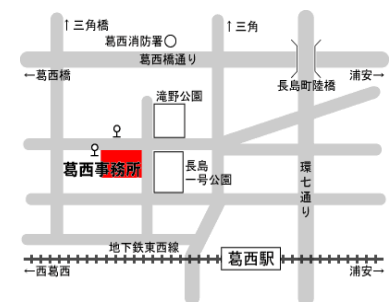 ↑三角橋
↑三角
葛西消防署
葛西橋通り
←葛西橋
長島町陸橋
浦安→
滝野公園
葛西事務所
長島
一号公園
環七通り
地下鉄東西線
葛西駅
←西葛西
浦安→